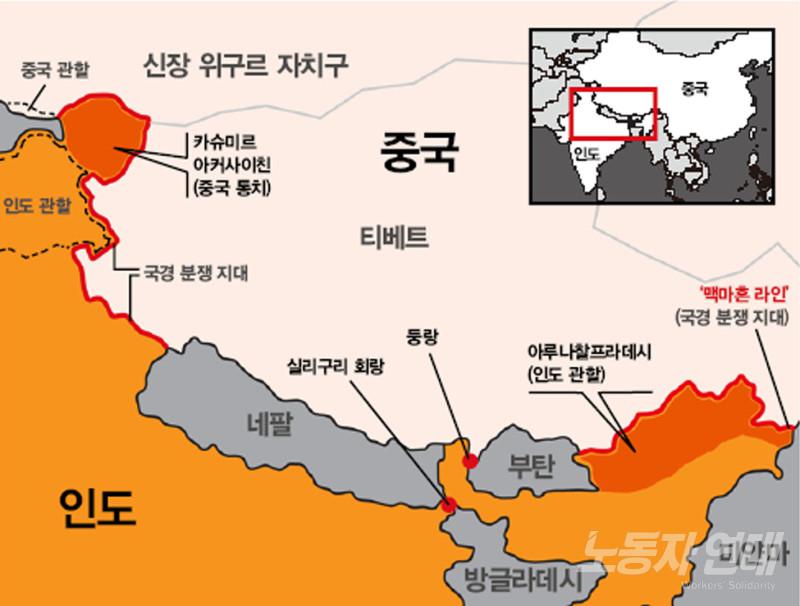 중국 관할
신장 위구르 자치구
중국
인도
카슈미르
아커사이친
(중국 통치)
중국
인도 관할
티베트
국경 분쟁 지대
'맥마혼 라인'
(국경 분쟁 지대)
둥랑
실리구리 회랑
아루나찰프라데시
(인도 관할)
네팔
부탄
인도
노동자 연대
Workers' Solidarity
미얀마
방글라데시